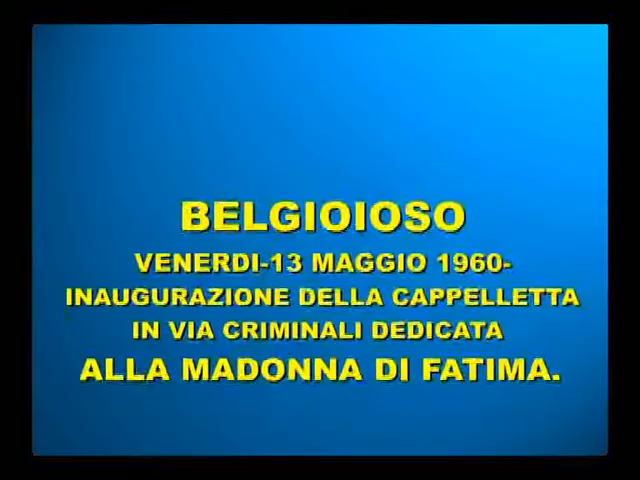 BELGIOIOSO
VENERDI-13 MAGGIO 1960-
INAUGURAZIONE DELLA CAPPELLETTA
IN VIA CRIMINALI DEDICATA
ALLA MADONNA DI FATIMA.